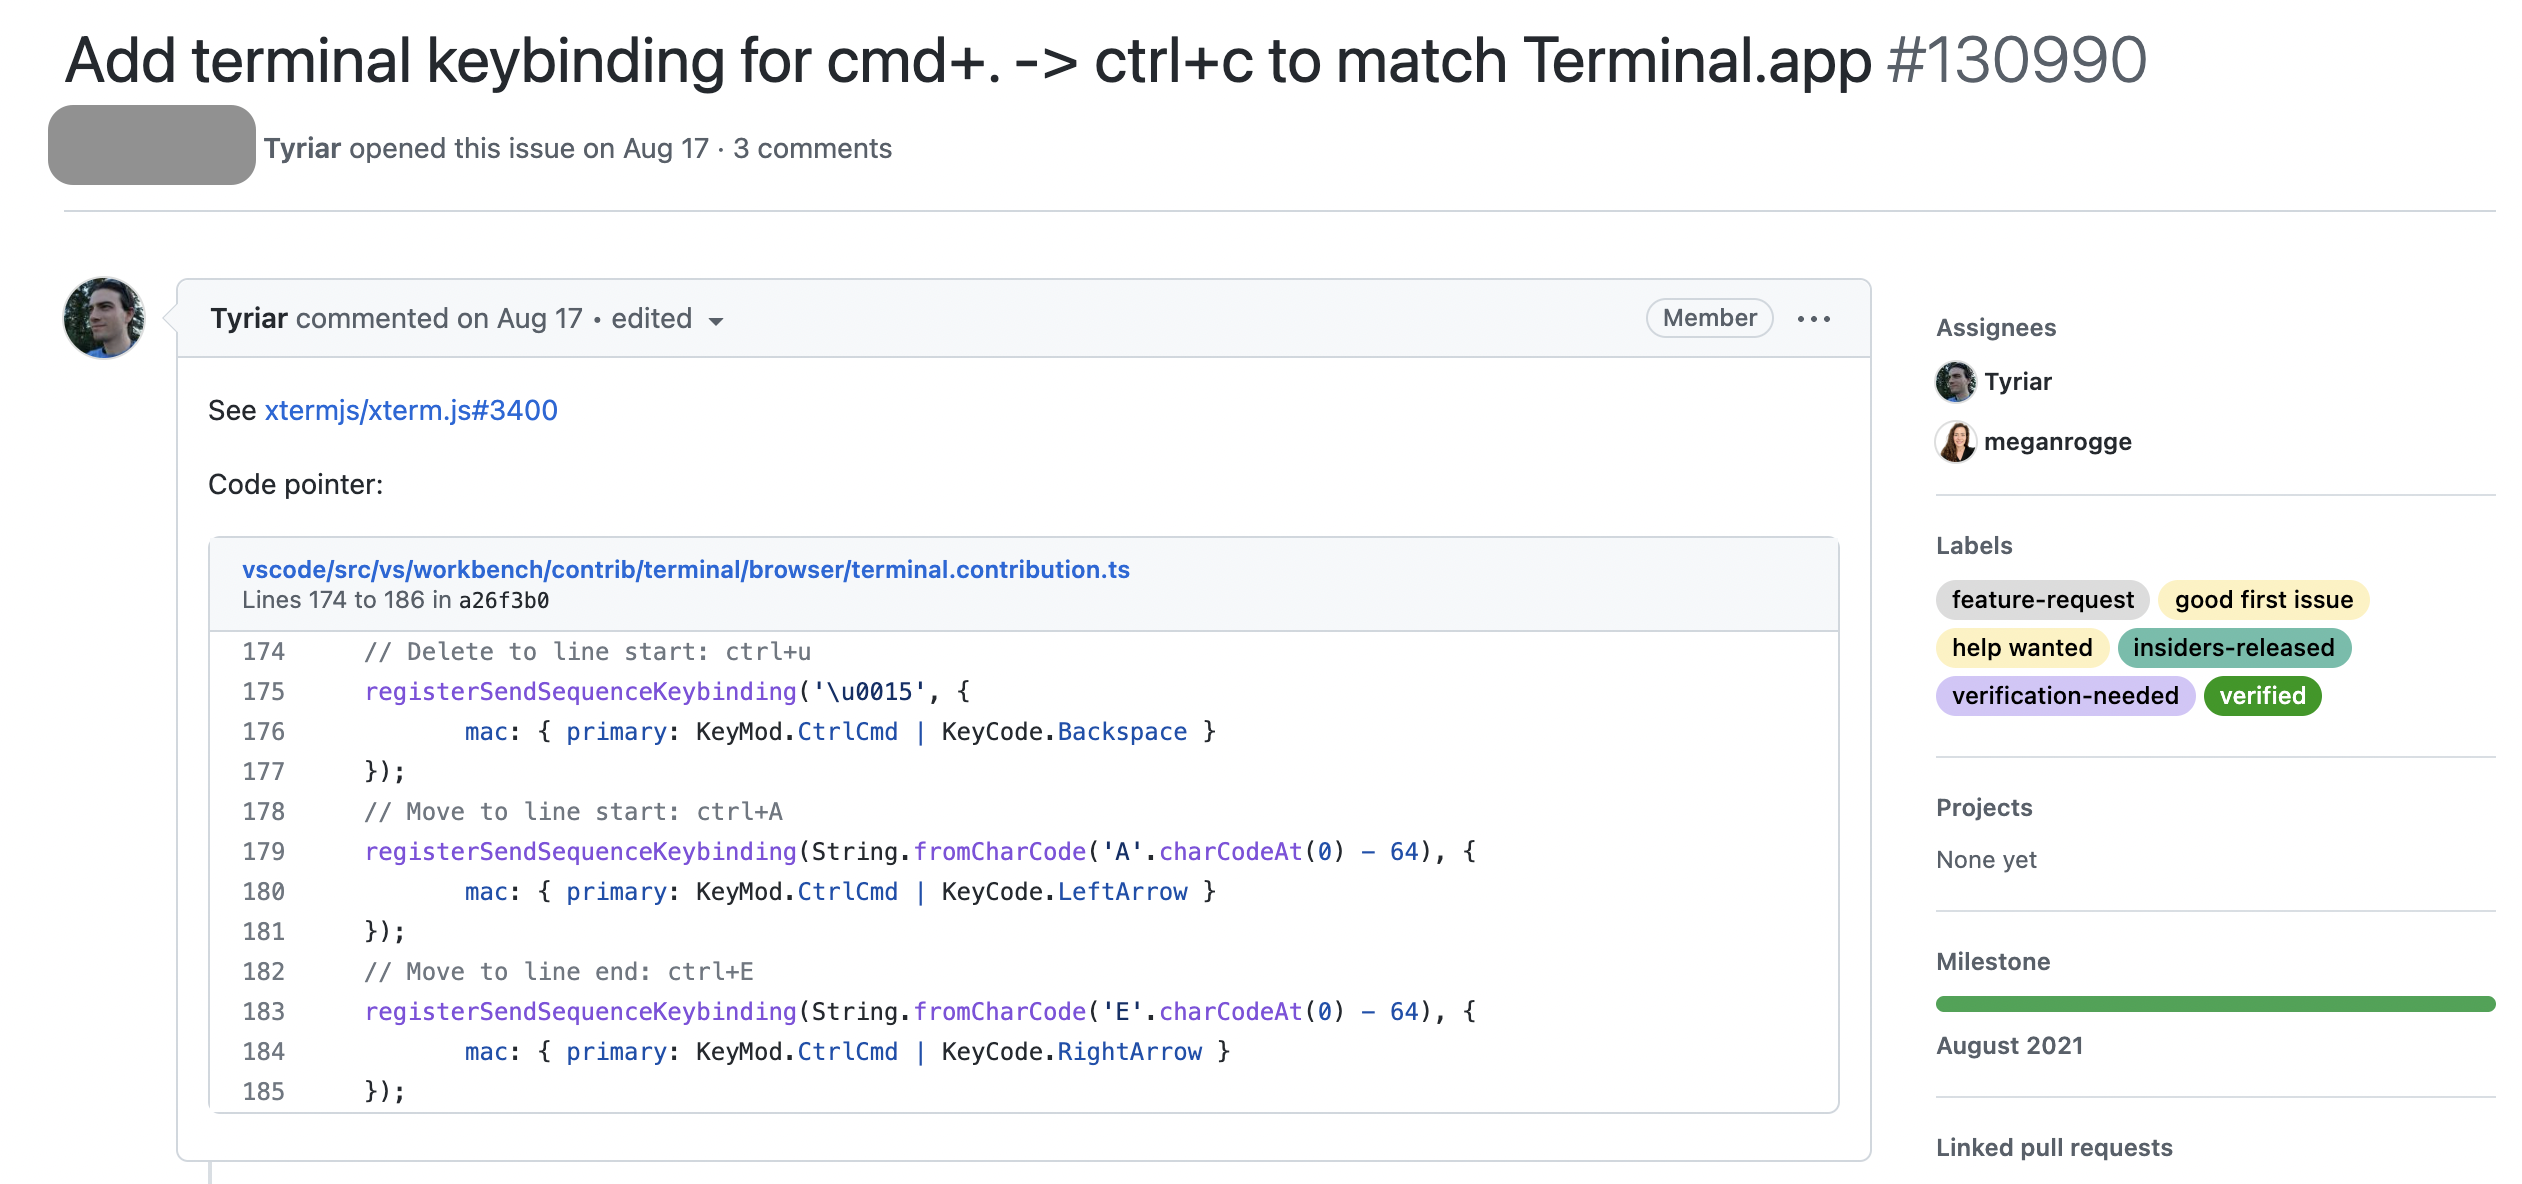 Add terminal keybinding for cmd+. -> ctrl+c to match Terminal.app #130990
Tyriar opened this issue on Aug 17 · 3 comments
Tyriar commented on Aug 17 • edited
Member
See xtermjs/xterm.js#3400
Code pointer:
vscode/src/vs/workbench/contrib/terminal/browser/terminal.contribution.ts
Lines 174 to 186 in a26f3b0
174 // Delete to line start: ctrl+u
175 registerSendSequenceKeybinding('\u0015', {
176 mac: { primary: KeyMod.CtrlCmd | KeyCode.Backspace }
177 });
178 // Move to line start: ctrl+A
179 registerSendSequenceKeybinding(String.fromCharCode('A'.charCodeAt(0) - 64), {
180 mac: { primary: KeyMod.CtrlCmd | KeyCode.LeftArrow }
181 });
182 // Move to line end: ctrl+E
183 registerSendSequenceKeybinding(String.fromCharCode('E'.charCodeAt(0) - 64), {
184 mac: { primary: KeyMod.CtrlCmd | KeyCode.RightArrow }
185 });
Assignees
Tyriar
meganrogge
Labels
feature-request good first issue
help wanted insiders-released
verification-needed verified
Projects
None yet
Milestone
August 2021
Linked pull requests